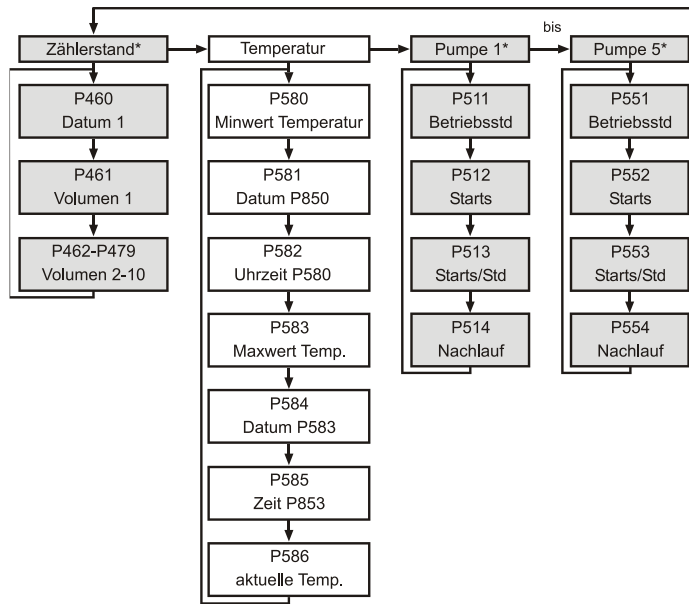 bis
Zählerstand*
Temperatur
Pumpe 1*
Pumpe 5*
P460
Datum 1
P461
Volumen 1
P462-P479
Volumen 2-10
P580
Minwert Temperatur
P581
Datum P850
P582
Uhrzeit P580
P583
Maxwert Temp.
P584
Datum P583
P585
Zeit P853
P586
aktuelle Temp.
P511
Betriebsstd
P512
Starts
P513
Starts/Std
P514
Nachlauf
P551
Betriebsstd
P552
Starts
P553
Starts/Std
P554
Nachlauf